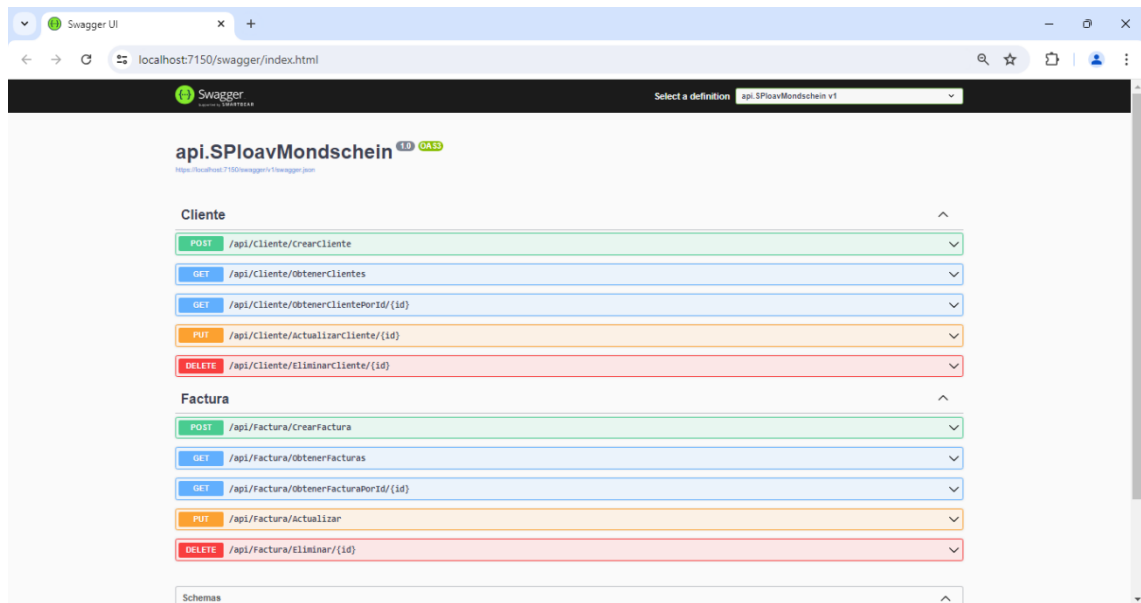 Swagger UI
localhost:7150/swagger/index.html
Swagger
Supported by SMARTBEAR
Select a definition api.SPloavMondschein v1
api.SPloavMondschein 1.0 OAS3
https://localhost:7150/swagger/v1/swagger.json
Cliente
POST /api/Cliente/CrearCliente
GET /api/Cliente/ObtenerClientes
GET /api/Cliente/ObtenerClientePorId/{id}
PUT /api/Cliente/ActualizarCliente/{id}
DELETE /api/Cliente/EliminarCliente/{id}
Factura
POST /api/Factura/CrearFactura
GET /api/Factura/ObtenerFacturas
GET /api/Factura/ObtenerFacturaPorId/{id}
PUT /api/Factura/Actualizar
DELETE /api/Factura/Eliminar/{id}
Schemas